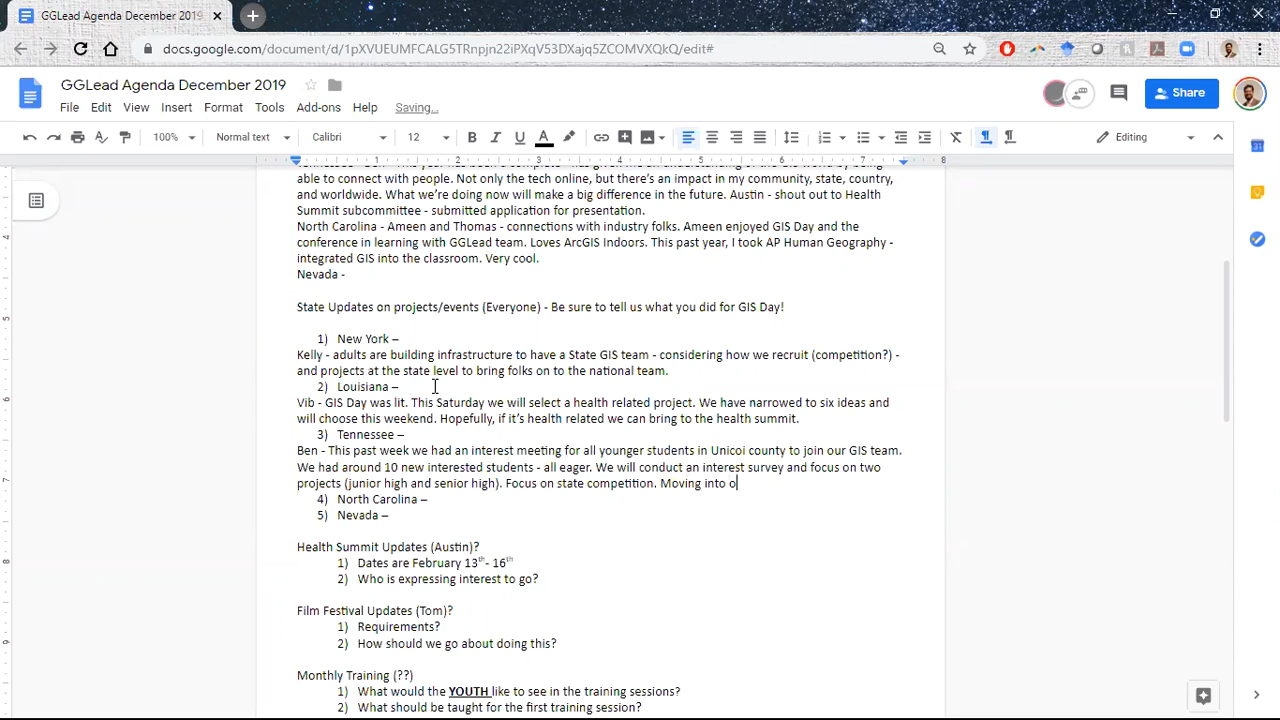 GGLead Agenda December 2019
docs.google.com/document/d/1pXVUEUMFCALG5TRnpjn22iPXqV53DXajq5ZCOMVXQkQ/edit#
GGLead Agenda December 2019
File Edit View Insert Format Tools Add-ons Help Saving...
Share
100% Normal text Calibri 12 B I U A Editing
1 2 3 4 5 6 7 8
able to connect with people. Not only the tech online, but there's an impact in my community, state, country,
and worldwide. What we're doing now will make a big difference in the future. Austin - shout out to Health
Summit subcommittee - submitted application for presentation.
North Carolina - Ameen and Thomas - connections with industry folks. Ameen enjoyed GIS Day and the
conference in learning with GGLead team. Loves ArcGIS Indoors. This past year, I took AP Human Geography -
integrated GIS into the classroom. Very cool.
Nevada -
State Updates on projects/events (Everyone) - Be sure to tell us what you did for GIS Day!
1) New York –
Kelly - adults are building infrastructure to have a State GIS team - considering how we recruit (competition?) -
and projects at the state level to bring folks on to the national team.
2) Louisiana –
Vib - GIS Day was lit. This Saturday we will select a health related project. We have narrowed to six ideas and
will choose this weekend. Hopefully, if it's health related we can bring to the health summit.
3) Tennessee –
Ben - This past week we had an interest meeting for all younger students in Unicoi county to join our GIS team.
We had around 10 new interested students - all eager. We will conduct an interest survey and focus on two
projects (junior high and senior high). Focus on state competition. Moving into o
4) North Carolina –
5) Nevada –
Health Summit Updates (Austin)?
1) Dates are February 13th- 16th
2) Who is expressing interest to go?
Film Festival Updates (Tom)?
1) Requirements?
2) How should we go about doing this?
Monthly Training (??)
1) What would the YOUTH like to see in the training sessions?
2) What should be taught for the first training session?
4
5
6
7
8
9